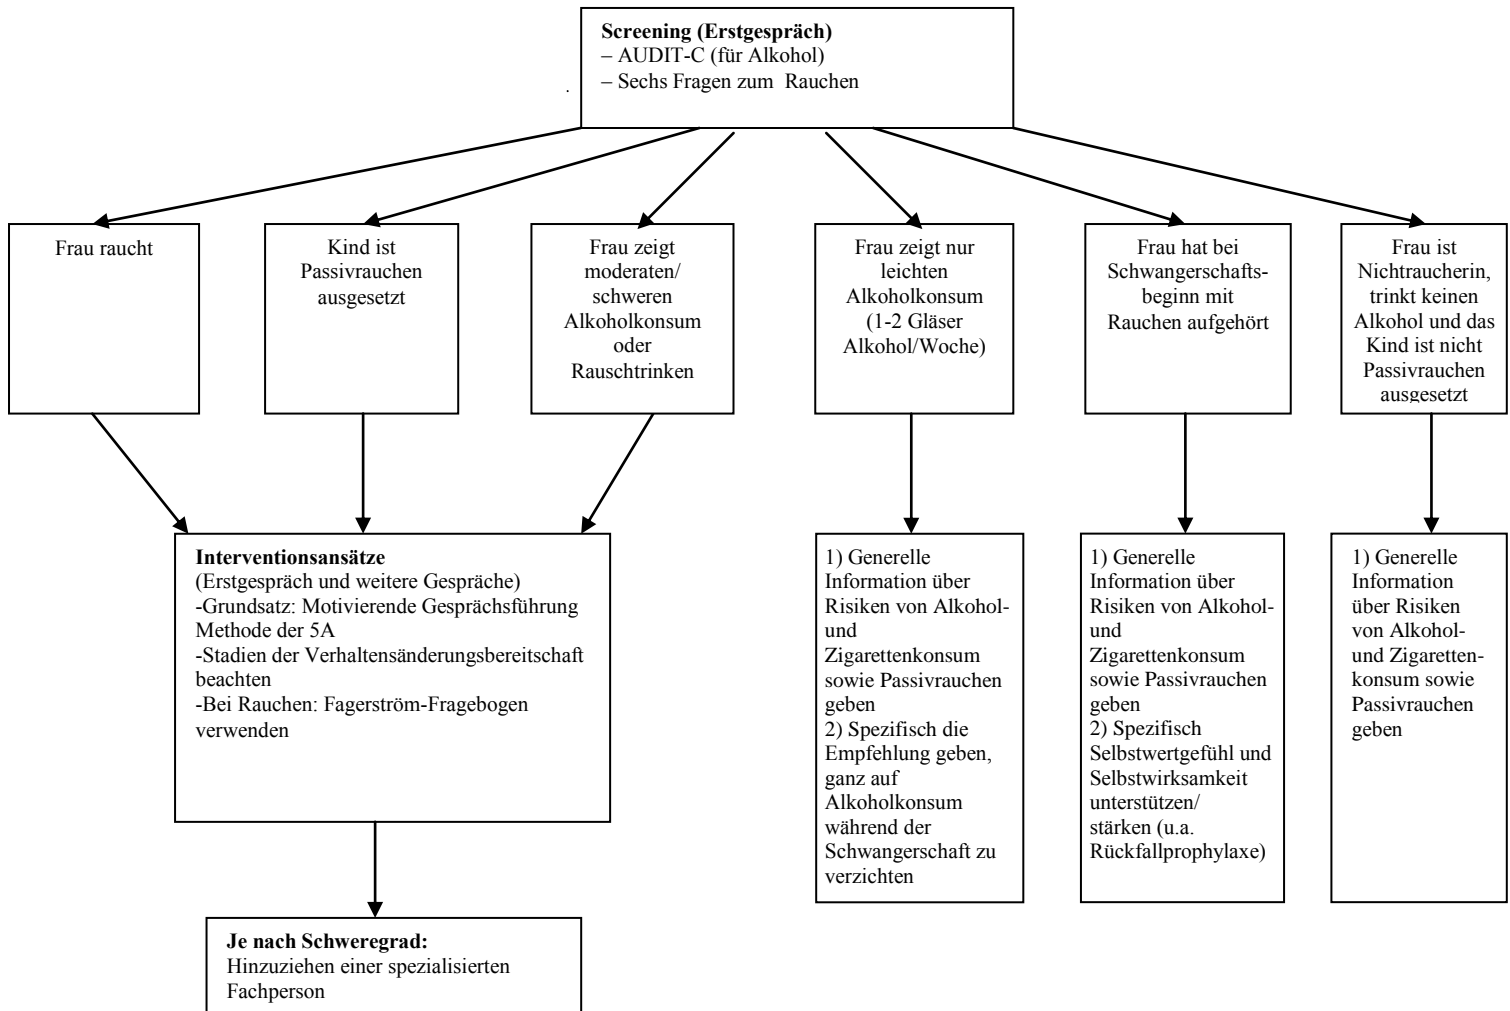 Screening (Erstgespräch)
– AUDIT-C (für Alkohol)
– Sechs Fragen zum Rauchen
.
Frau raucht
Kind ist
Passivrauchen
ausgesetzt
Frau zeigt
moderaten/
schweren
Alkoholkonsum
oder
Rauschtrinken
Frau zeigt nur
leichten
Alkoholkonsum
(1-2 Gläser
Alkohol/Woche)
Frau hat bei
Schwangerschafts-
beginn mit
Rauchen aufgehört
Frau ist
Nichtraucherin,
trinkt keinen
Alkohol und das
Kind ist nicht
Passivrauchen
ausgesetzt
Interventionsansätze
(Erstgespräch und weitere Gespräche)
-Grundsatz: Motivierende Gesprächsführung
Methode der 5A
-Stadien der Verhaltensänderungsbereitschaft
beachten
-Bei Rauchen: Fagerström-Fragebogen
verwenden
1) Generelle
Information über
Risiken von Alkohol-
und
Zigarettenkonsum
sowie Passivrauchen
geben
2) Spezifisch die
Empfehlung geben,
ganz auf
Alkoholkonsum
während der
Schwangerschaft zu
verzichten
1) Generelle
Information über
Risiken von Alkohol-
und
Zigarettenkonsum
sowie Passivrauchen
geben
2) Spezifisch
Selbstwertgefühl und
Selbstwirksamkeit
unterstützen/
stärken (u.a.
Rückfallprophylaxe)
1) Generelle
Information
über Risiken
von Alkohol-
und Zigaretten-
konsum sowie
Passivrauchen
geben
Je nach Schweregrad:
Hinzuziehen einer spezialisierten
Fachperson